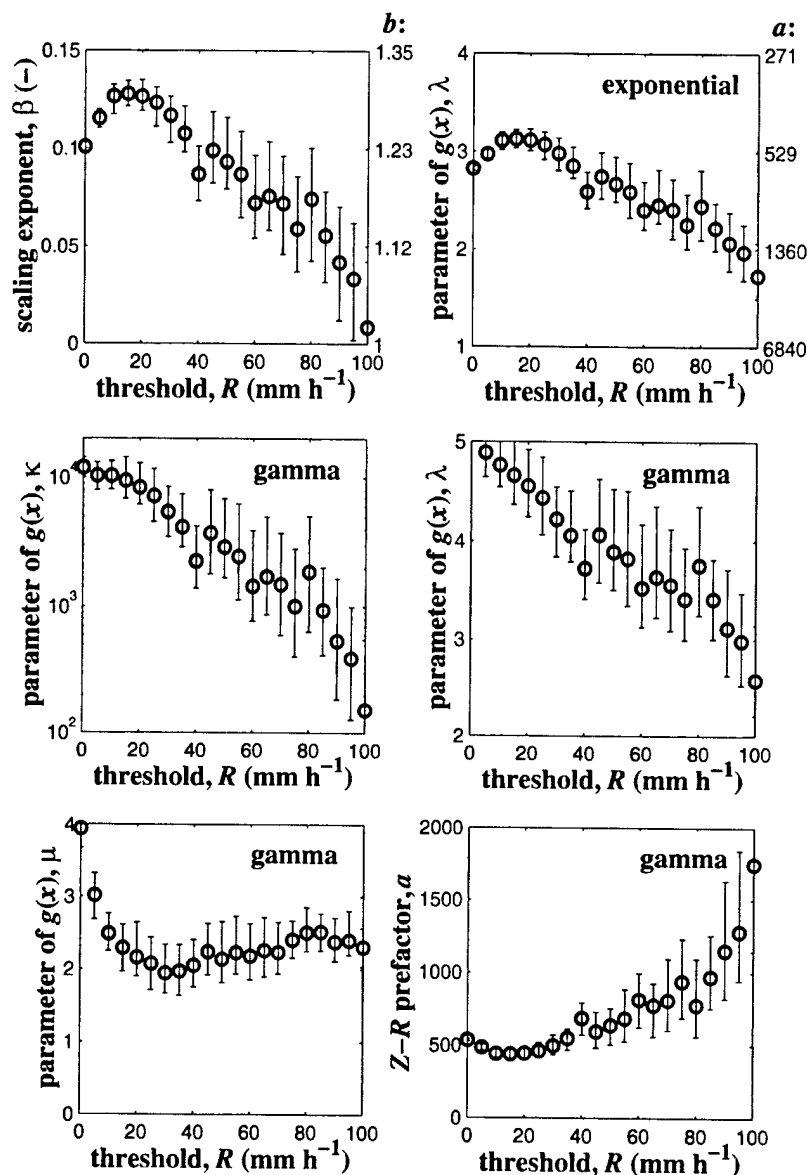 b:
0.15
1.35
0.10
1.23
0.05
1.12
0
1
scaling exponent, β (–)
0 20 40 60 80 100
threshold, R (mm h⁻¹)
a:
4
271
exponential
3
529
2
1360
1
6840
parameter of g(x), λ
0 20 40 60 80 100
threshold, R (mm h⁻¹)
10⁴
gamma
10³
10²
parameter of g(x), κ
0 20 40 60 80 100
threshold, R (mm h⁻¹)
5
gamma
4
3
2
parameter of g(x), λ
0 20 40 60 80 100
threshold, R (mm h⁻¹)
4
gamma
3
2
1
0
parameter of g(x), μ
0 20 40 60 80 100
threshold, R (mm h⁻¹)
2000
gamma
1500
1000
500
0
Z–R prefactor, a
0 20 40 60 80 100
threshold, R (mm h⁻¹)